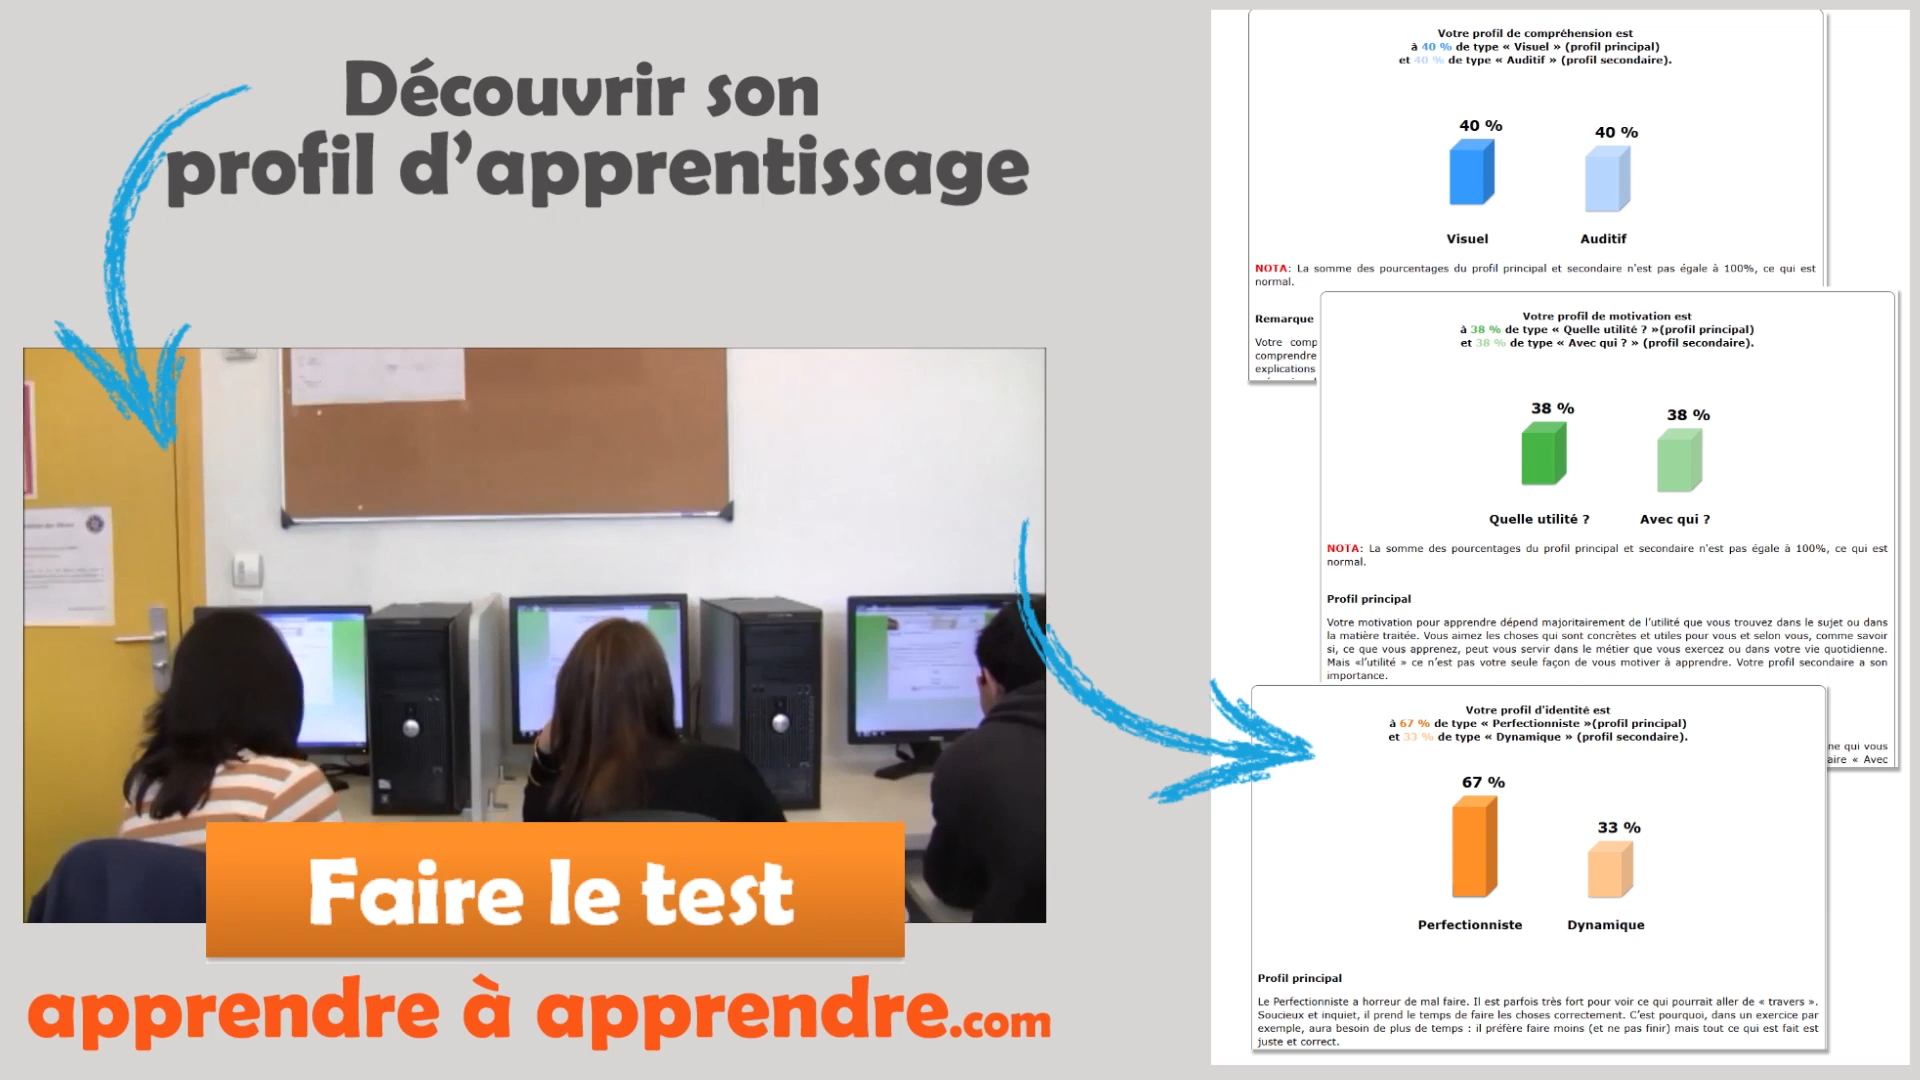 Découvrir son
profil d'apprentissage
Faire le test
apprendre à apprendre.com
Votre profil de compréhension est
à 40 % de type « Visuel » (profil principal)
et 40 % de type « Auditif » (profil secondaire).
40 %
40 %
Visuel
Auditif
NOTA: La somme des pourcentages du profil principal et secondaire n'est pas égale à 100%, ce qui est
normal.
Remarque
Votre comp
comprendre
explications
Votre profil de motivation est
à 38 % de type « Quelle utilité ? »(profil principal)
et 38 % de type « Avec qui ? » (profil secondaire).
38 %
38 %
Quelle utilité ?
Avec qui ?
NOTA: La somme des pourcentages du profil principal et secondaire n'est pas égale à 100%, ce qui est
normal.
Profil principal
Votre motivation pour apprendre dépend majoritairement de l'utilité que vous trouvez dans le sujet ou dans
la matière traitée. Vous aimez les choses qui sont concrètes et utiles pour vous et selon vous, comme savoir
si, ce que vous apprenez, peut vous servir dans le métier que vous exercez ou dans votre vie quotidienne.
Mais «l'utilité » ce n'est pas votre seule façon de vous motiver à apprendre. Votre profil secondaire a son
importance.
ne qui vous
aire « Avec
Votre profil d'identité est
à 67 % de type « Perfectionniste »(profil principal)
et 33 % de type « Dynamique » (profil secondaire).
67 %
33 %
Perfectionniste
Dynamique
Profil principal
Le Perfectionniste a horreur de mal faire. Il est parfois très fort pour voir ce qui pourrait aller de « travers ».
Soucieux et inquiet, il prend le temps de faire les choses correctement. C'est pourquoi, dans un exercice par
exemple, aura besoin de plus de temps : il préfère faire moins (et ne pas finir) mais tout ce qui est fait est
juste et correct.